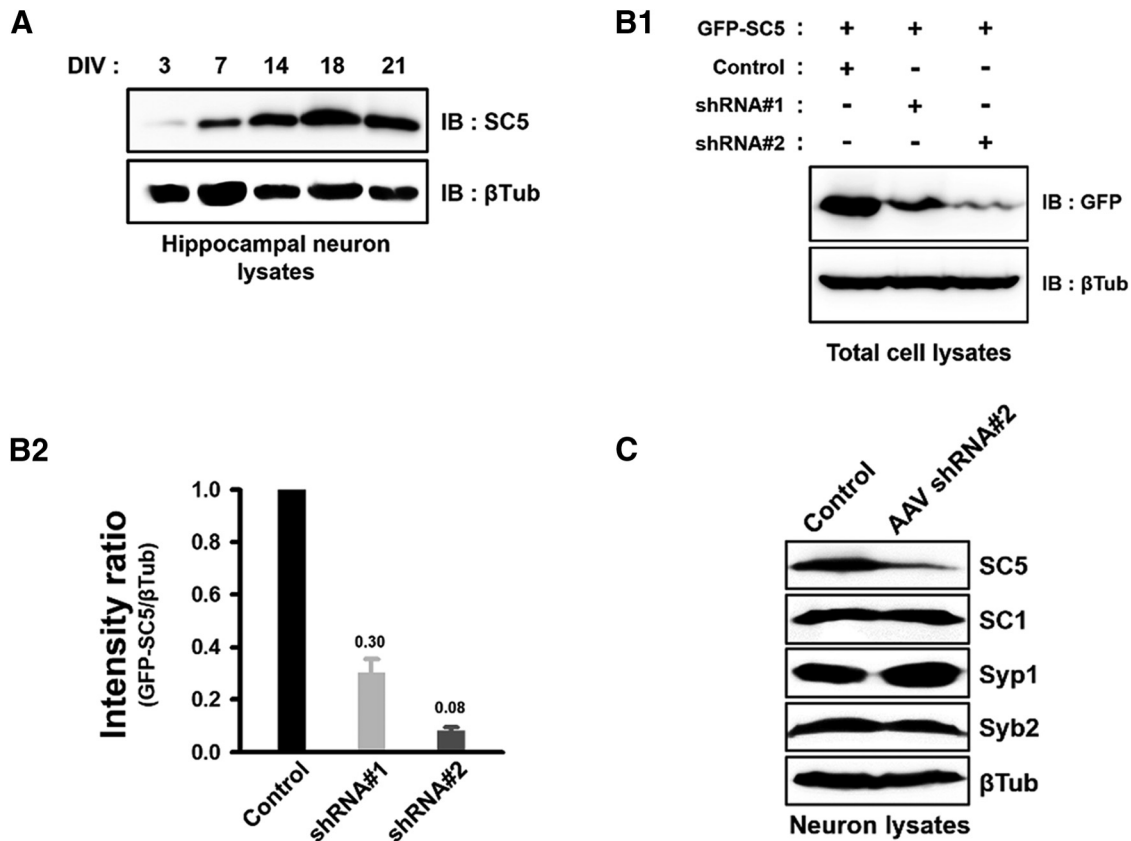 A
DIV : 3 7 14 18 21
IB : SC5
IB : βTub
Hippocampal neuron
lysates
B1
GFP-SC5 : + + +
Control : + - -
shRNA#1 : - + -
shRNA#2 : - - +
IB : GFP
IB : βTub
Total cell lysates
B2
Intensity ratio
(GFP-SC5/βTub)
1.0
0.8
0.6
0.4
0.2
0.0
0.30
0.08
Control
shRNA#1
shRNA#2
C
Control
AAV shRNA#2
SC5
SC1
Syp1
Syb2
βTub
Neuron lysates